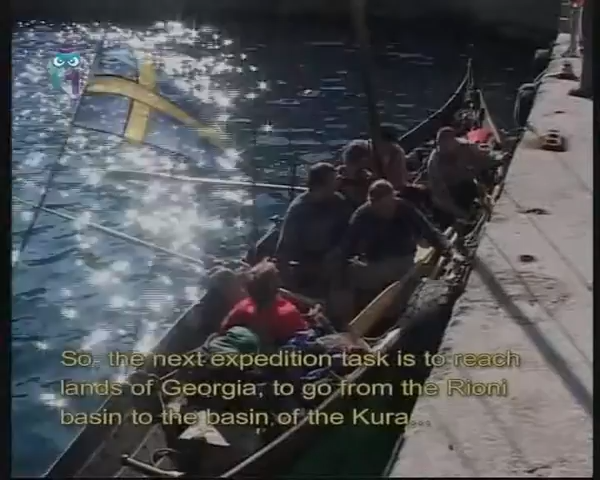 So, the next expedition task is to reach
lands of Georgia, to go from the Rioni
basin to the basin of the Kura...